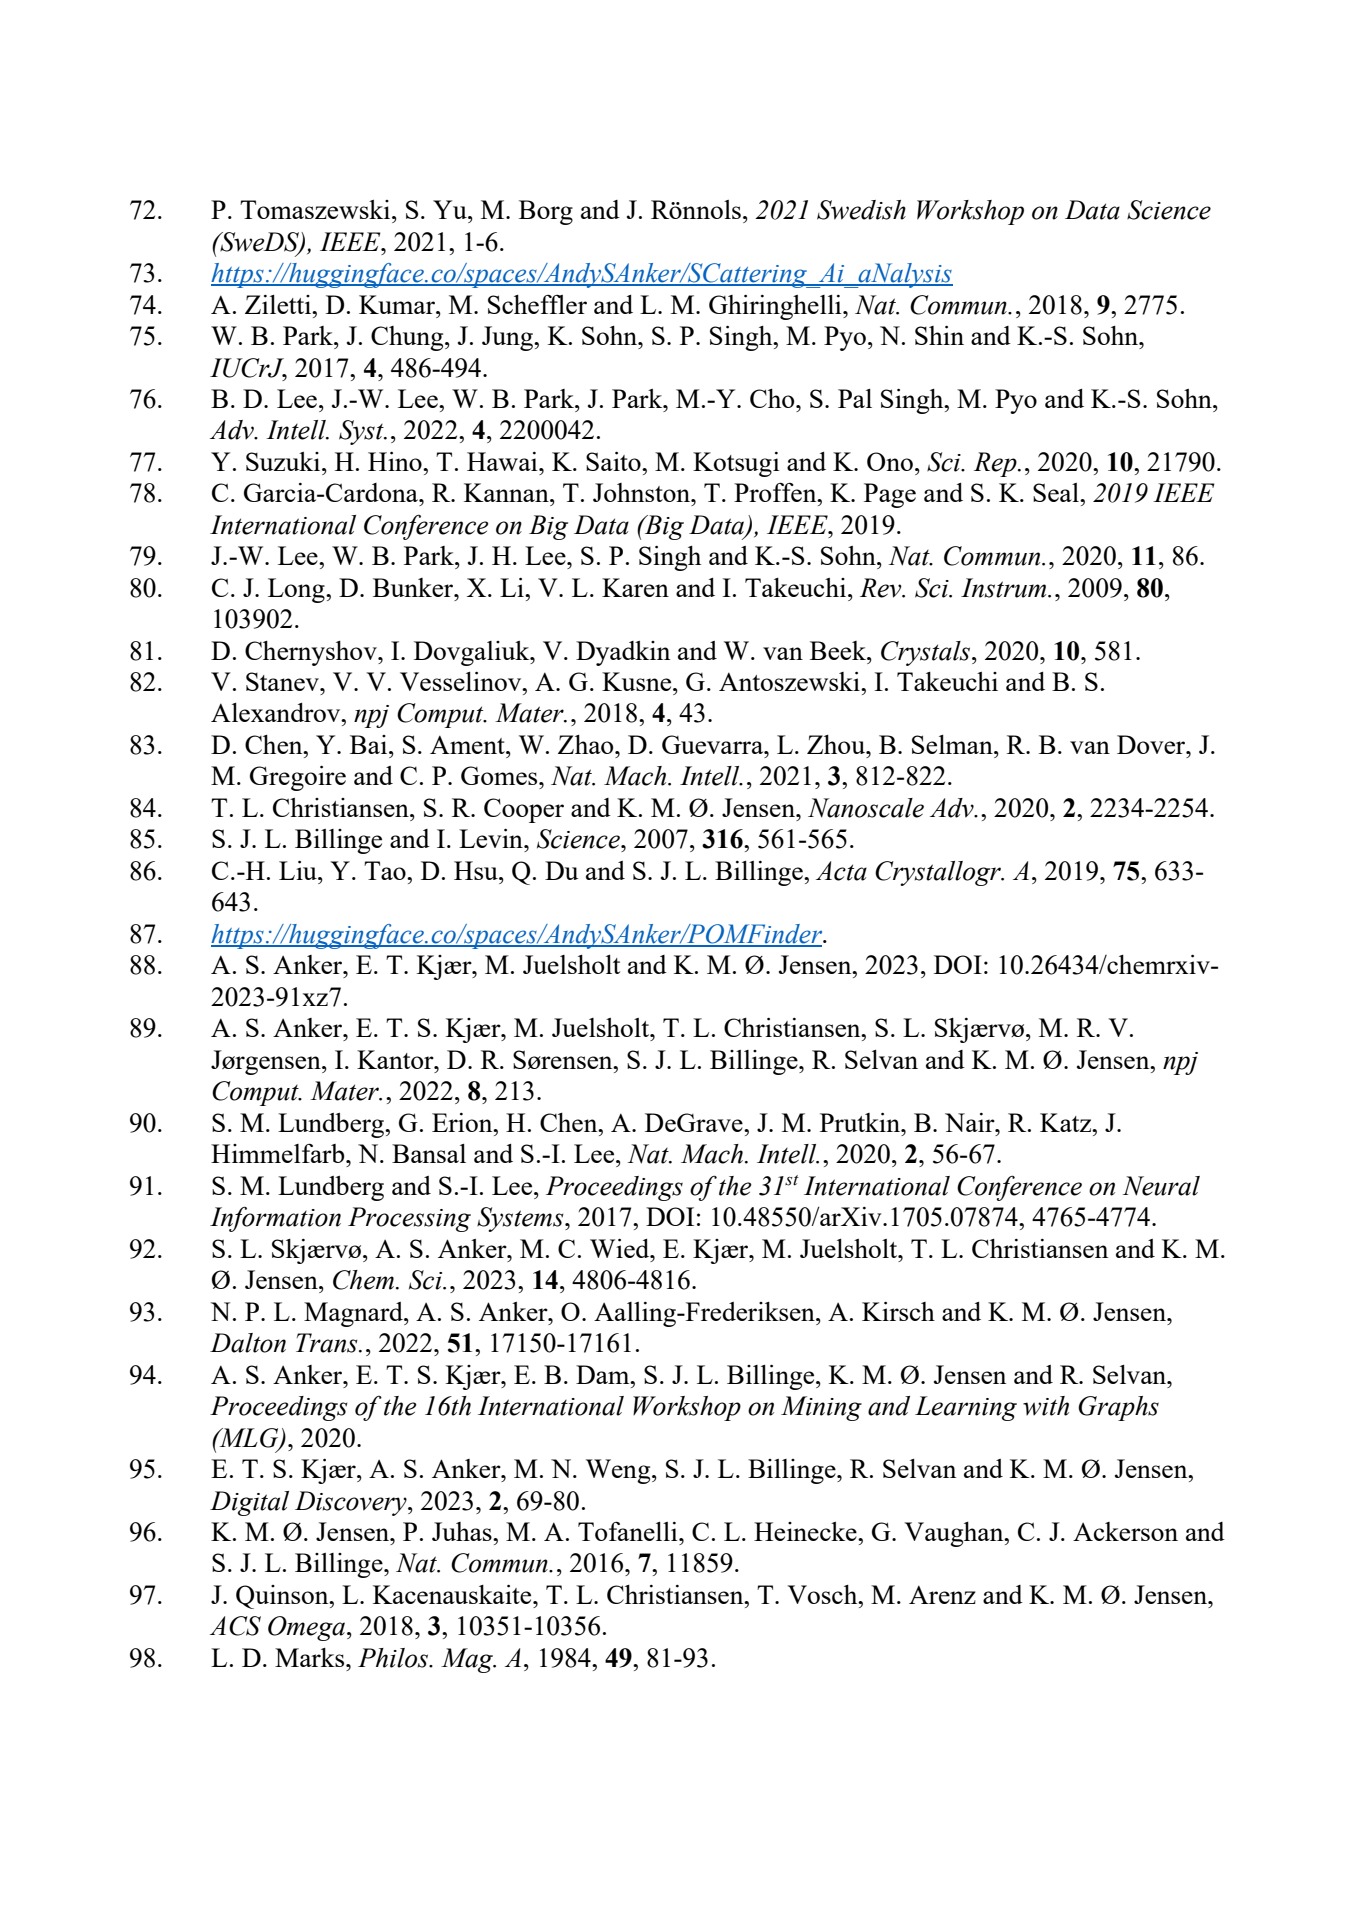 72. P. Tomaszewski, S. Yu, M. Borg and J. Rönnols, 2021 Swedish Workshop on Data Science
(SweDS), IEEE, 2021, 1-6.
73. https://huggingface.co/spaces/AndySAnker/SCattering_Ai_aNalysis
74. A. Ziletti, D. Kumar, M. Scheffler and L. M. Ghiringhelli, Nat. Commun., 2018, 9, 2775.
75. W. B. Park, J. Chung, J. Jung, K. Sohn, S. P. Singh, M. Pyo, N. Shin and K.-S. Sohn,
IUCrJ, 2017, 4, 486-494.
76. B. D. Lee, J.-W. Lee, W. B. Park, J. Park, M.-Y. Cho, S. Pal Singh, M. Pyo and K.-S. Sohn,
Adv. Intell. Syst., 2022, 4, 2200042.
77. Y. Suzuki, H. Hino, T. Hawai, K. Saito, M. Kotsugi and K. Ono, Sci. Rep., 2020, 10, 21790.
78. C. Garcia-Cardona, R. Kannan, T. Johnston, T. Proffen, K. Page and S. K. Seal, 2019 IEEE
International Conference on Big Data (Big Data), IEEE, 2019.
79. J.-W. Lee, W. B. Park, J. H. Lee, S. P. Singh and K.-S. Sohn, Nat. Commun., 2020, 11, 86.
80. C. J. Long, D. Bunker, X. Li, V. L. Karen and I. Takeuchi, Rev. Sci. Instrum., 2009, 80,
103902.
81. D. Chernyshov, I. Dovgaliuk, V. Dyadkin and W. van Beek, Crystals, 2020, 10, 581.
82. V. Stanev, V. V. Vesselinov, A. G. Kusne, G. Antoszewski, I. Takeuchi and B. S.
Alexandrov, npj Comput. Mater., 2018, 4, 43.
83. D. Chen, Y. Bai, S. Ament, W. Zhao, D. Guevarra, L. Zhou, B. Selman, R. B. van Dover, J.
M. Gregoire and C. P. Gomes, Nat. Mach. Intell., 2021, 3, 812-822.
84. T. L. Christiansen, S. R. Cooper and K. M. Ø. Jensen, Nanoscale Adv., 2020, 2, 2234-2254.
85. S. J. L. Billinge and I. Levin, Science, 2007, 316, 561-565.
86. C.-H. Liu, Y. Tao, D. Hsu, Q. Du and S. J. L. Billinge, Acta Crystallogr. A, 2019, 75, 633-
643.
87. https://huggingface.co/spaces/AndySAnker/POMFinder.
88. A. S. Anker, E. T. Kjær, M. Juelsholt and K. M. Ø. Jensen, 2023, DOI: 10.26434/chemrxiv-
2023-91xz7.
89. A. S. Anker, E. T. S. Kjær, M. Juelsholt, T. L. Christiansen, S. L. Skjærvø, M. R. V.
Jørgensen, I. Kantor, D. R. Sørensen, S. J. L. Billinge, R. Selvan and K. M. Ø. Jensen, npj
Comput. Mater., 2022, 8, 213.
90. S. M. Lundberg, G. Erion, H. Chen, A. DeGrave, J. M. Prutkin, B. Nair, R. Katz, J.
Himmelfarb, N. Bansal and S.-I. Lee, Nat. Mach. Intell., 2020, 2, 56-67.
91. S. M. Lundberg and S.-I. Lee, Proceedings of the 31st International Conference on Neural
Information Processing Systems, 2017, DOI: 10.48550/arXiv.1705.07874, 4765-4774.
92. S. L. Skjærvø, A. S. Anker, M. C. Wied, E. Kjær, M. Juelsholt, T. L. Christiansen and K. M.
Ø. Jensen, Chem. Sci., 2023, 14, 4806-4816.
93. N. P. L. Magnard, A. S. Anker, O. Aalling-Frederiksen, A. Kirsch and K. M. Ø. Jensen,
Dalton Trans., 2022, 51, 17150-17161.
94. A. S. Anker, E. T. S. Kjær, E. B. Dam, S. J. L. Billinge, K. M. Ø. Jensen and R. Selvan,
Proceedings of the 16th International Workshop on Mining and Learning with Graphs
(MLG), 2020.
95. E. T. S. Kjær, A. S. Anker, M. N. Weng, S. J. L. Billinge, R. Selvan and K. M. Ø. Jensen,
Digital Discovery, 2023, 2, 69-80.
96. K. M. Ø. Jensen, P. Juhas, M. A. Tofanelli, C. L. Heinecke, G. Vaughan, C. J. Ackerson and
S. J. L. Billinge, Nat. Commun., 2016, 7, 11859.
97. J. Quinson, L. Kacenauskaite, T. L. Christiansen, T. Vosch, M. Arenz and K. M. Ø. Jensen,
ACS Omega, 2018, 3, 10351-10356.
98. L. D. Marks, Philos. Mag. A, 1984, 49, 81-93.